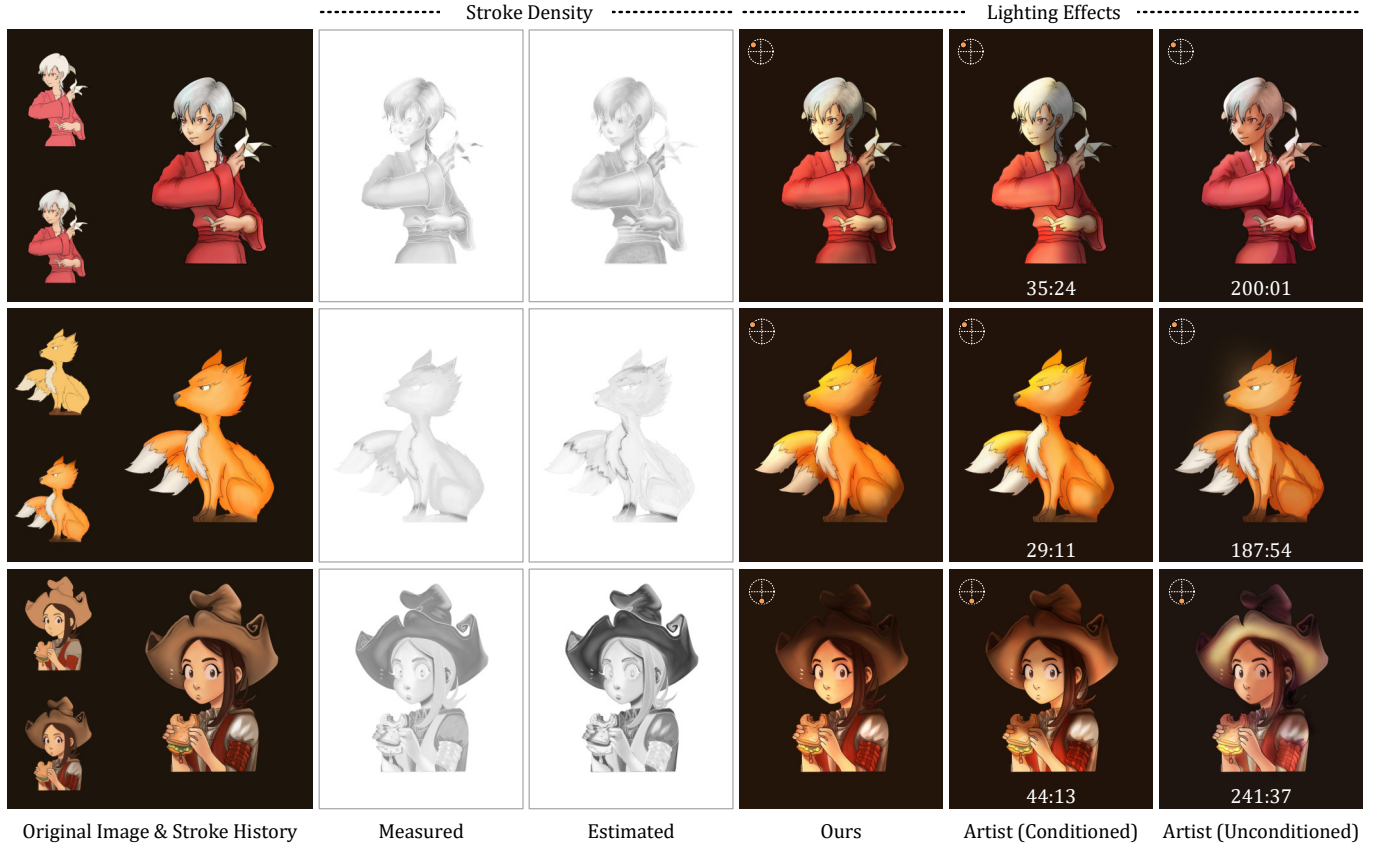 Stroke Density
Lighting Effects
35:24
200:01
29:11
187:54
44:13
241:37
Original Image & Stroke History
Measured
Estimated
Ours
Artist (Conditioned)
Artist (Unconditioned)